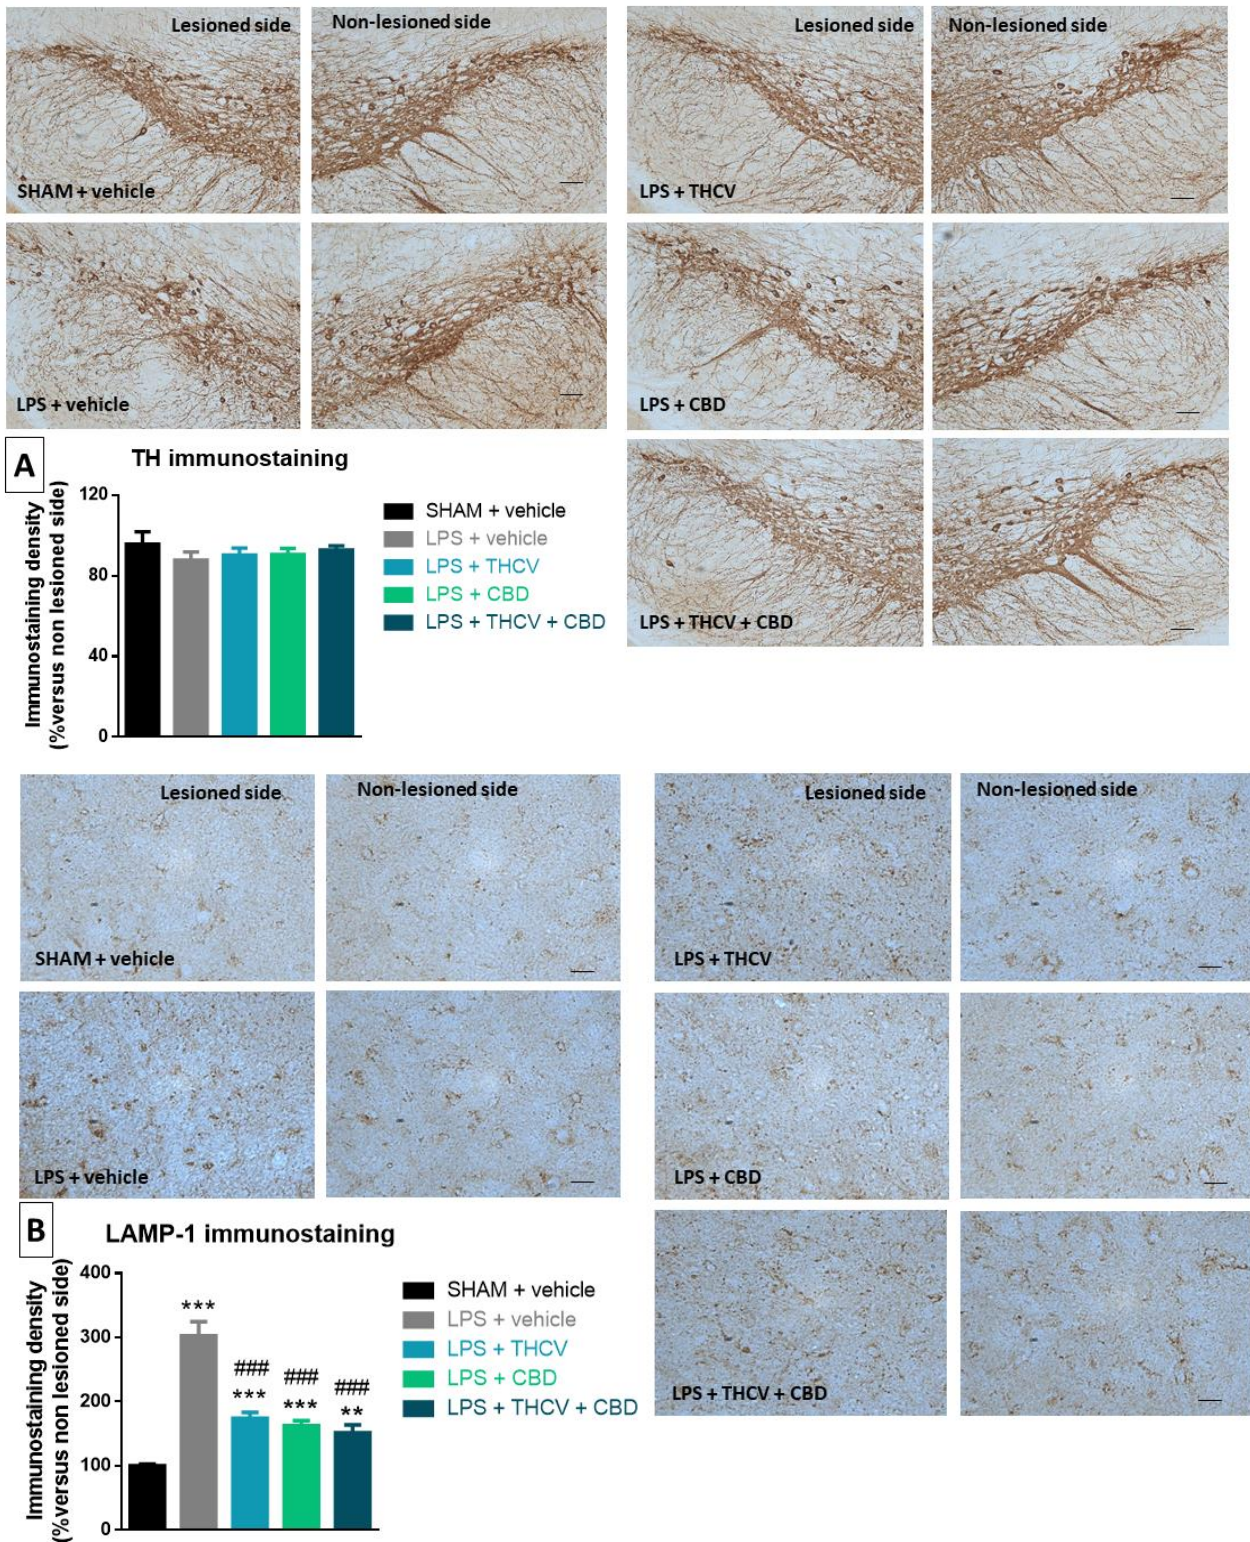 Lesioned side
Non-lesioned side
SHAM + vehicle
LPS + vehicle
Lesioned side
Non-lesioned side
LPS + THCV
LPS + CBD
LPS + THCV + CBD
A
TH immunostaining
Immunostaining density
(%versus non lesioned side)
120
80
40
0
SHAM + vehicle
LPS + vehicle
LPS + THCV
LPS + CBD
LPS + THCV + CBD
Lesioned side
Non-lesioned side
SHAM + vehicle
LPS + vehicle
Lesioned side
Non-lesioned side
LPS + THCV
LPS + CBD
LPS + THCV + CBD
B
LAMP-1 immunostaining
Immunostaining density
(%versus non lesioned side)
400
300
200
100
0
***
###
***
###
***
###
**
SHAM + vehicle
LPS + vehicle
LPS + THCV
LPS + CBD
LPS + THCV + CBD